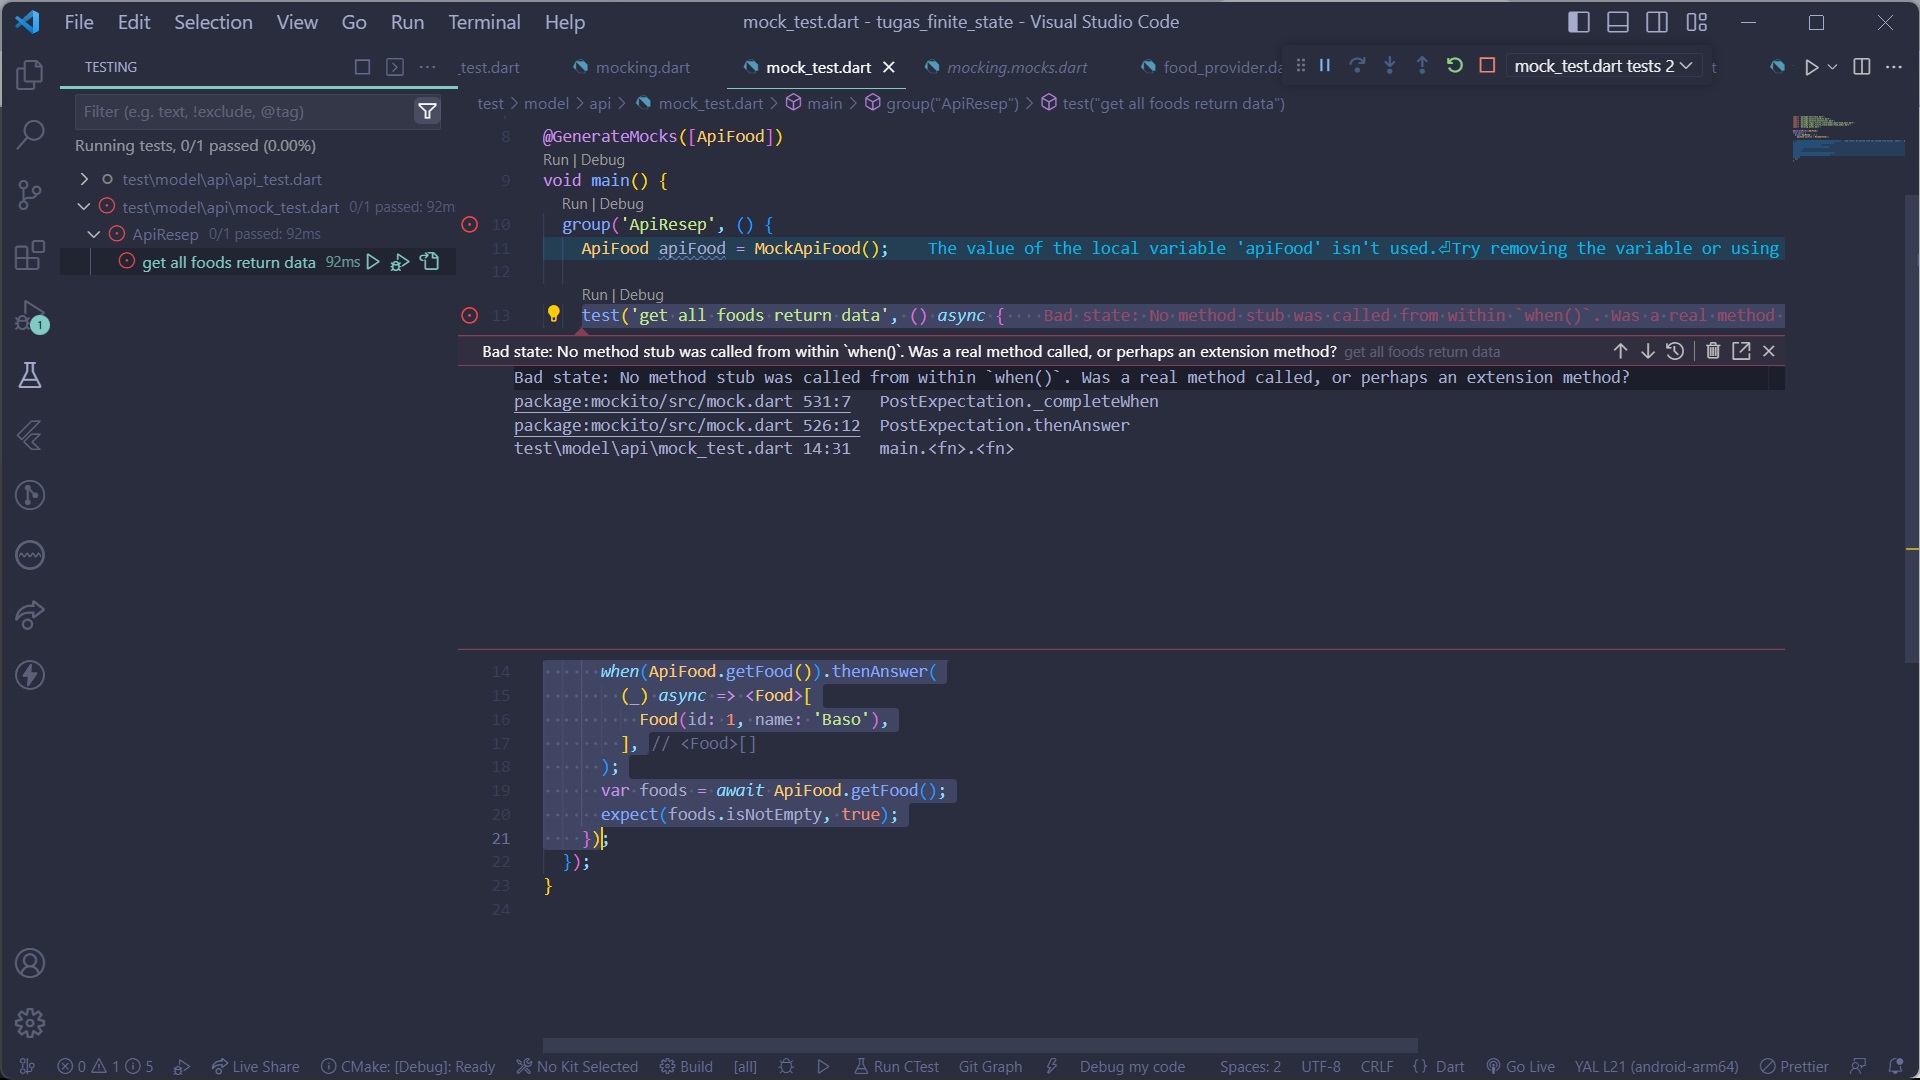 File Edit Selection View Go Run Terminal Help
mock_test.dart - tugas_finite_state - Visual Studio Code
TESTING
_test.dart
mocking.dart
mock_test.dart
mocking.mocks.dart
food_provider.da
mock_test.dart tests 2
t
Filter (e.g. text, !exclude, @tag)
Running tests, 0/1 passed (0.00%)
test\model\api\api_test.dart
test\model\api\mock_test.dart 0/1 passed: 92m
ApiResep 0/1 passed: 92ms
get all foods return data 92ms
1
test > model > api > mock_test.dart > main > group("ApiResep") > test("get all foods return data")
8 @GenerateMocks([ApiFood])
Run | Debug
9 void main() {
Run | Debug
10 group('ApiResep', () {
11 ApiFood apiFood = MockApiFood(); The value of the local variable 'apiFood' isn't used.⏎Try removing the variable or using
12
Run | Debug
13 test('get all foods return data', () async { Bad state: No method stub was called from within `when()`. Was a real method
Bad state: No method stub was called from within `when()`. Was a real method called, or perhaps an extension method? get all foods return data
Bad state: No method stub was called from within `when()`. Was a real method called, or perhaps an extension method?
package:mockito/src/mock.dart 531:7 PostExpectation._completeWhen
package:mockito/src/mock.dart 526:12 PostExpectation.thenAnswer
test\model\api\mock_test.dart 14:31 main.<fn>.<fn>
14 when(ApiFood.getFood()).thenAnswer(
15 (_) async => <Food>[
16 Food(id: 1, name: 'Baso'),
17 ], // <Food>[]
18 );
19 var foods = await ApiFood.getFood();
20 expect(foods.isNotEmpty, true);
21 });
22 });
23 }
24
0 1 5 Live Share CMake: [Debug]: Ready No Kit Selected Build [all] Run CTest Git Graph Debug my code Spaces: 2 UTF-8 CRLF { } Dart Go Live YAL L21 (android-arm64) Prettier